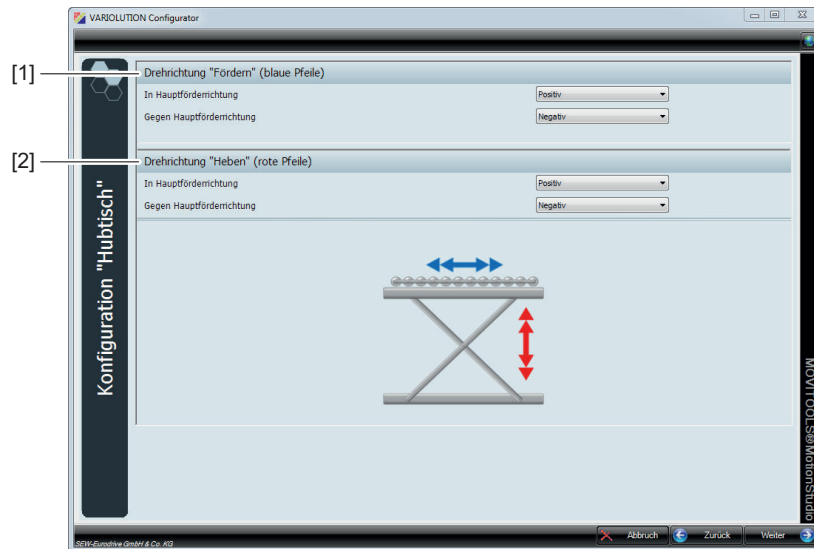 VARIOLUTION Configurator
[1]
Drehrichtung "Fördern" (blaue Pfeile)
In Hauptförderrichtung
Positiv
Gegen Hauptförderrichtung
Negativ
[2]
Drehrichtung "Heben" (rote Pfeile)
In Hauptförderrichtung
Positiv
Gegen Hauptförderrichtung
Negativ
Konfiguration "Hubtisch"
MOVITOOLS®MotionStudio
Abbruch
Zurück
Weiter
SEW-Eurodrive GmbH & Co. KG